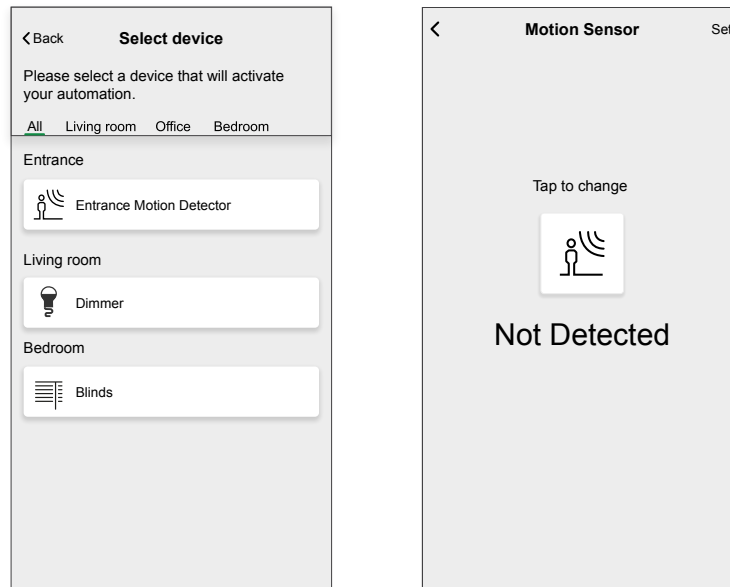 Back Select device
Please select a device that will activate
your automation.
All Living room Office Bedroom
Entrance
Entrance Motion Detector
Living room
Dimmer
Bedroom
Blinds
Motion Sensor Set
Tap to change
Not Detected